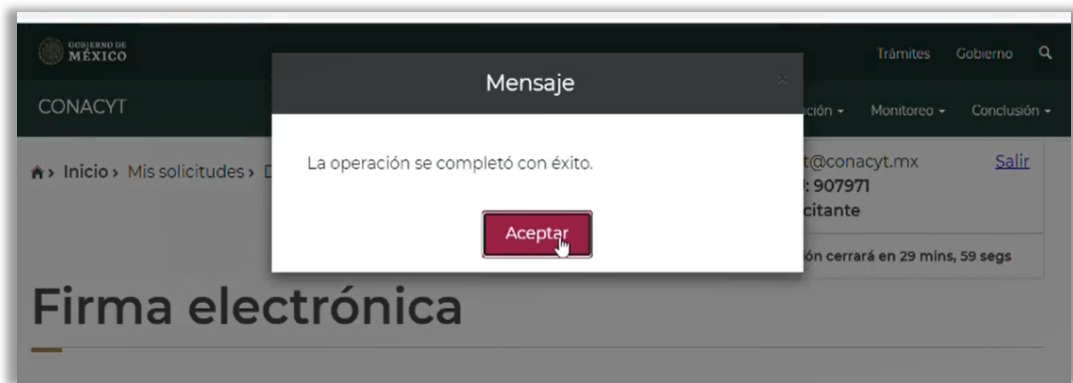 GOBIERNO DE
MÉXICO
Trámites Gobierno
Mensaje
CONACYT
ción Monitoreo Conclusión
La operación se completó con éxito.
Inicio › Mis solicitudes ›
t@conacyt.mx Salir
: 907971
citante
Aceptar
ón cerrará en 29 mins, 59 segs
Firma electrónica